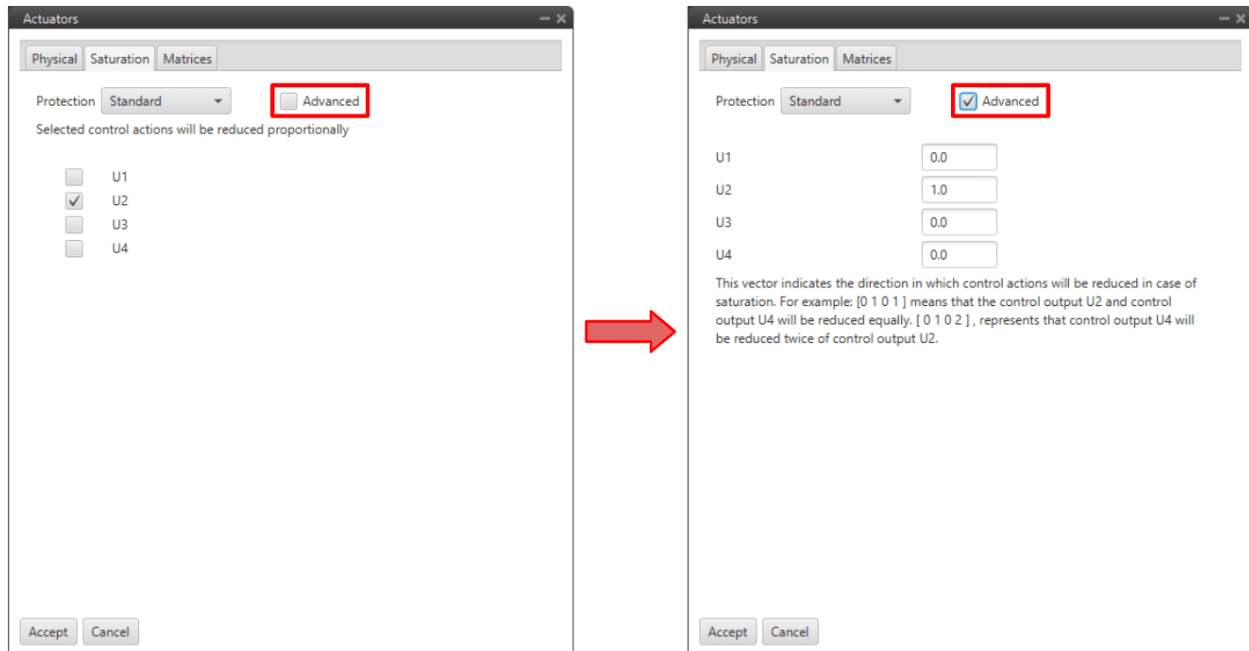 Actuators
Physical Saturation Matrices
Protection Standard Advanced
Selected control actions will be reduced proportionally
U1
U2
U3
U4
Accept Cancel
Actuators
Physical Saturation Matrices
Protection Standard Advanced
U1 0.0
U2 1.0
U3 0.0
U4 0.0
This vector indicates the direction in which control actions will be reduced in case of
saturation. For example: [0 1 0 1 ] means that the control output U2 and control
output U4 will be reduced equally. [ 0 1 0 2 ] , represents that control output U4 will
be reduced twice of control output U2.
Accept Cancel